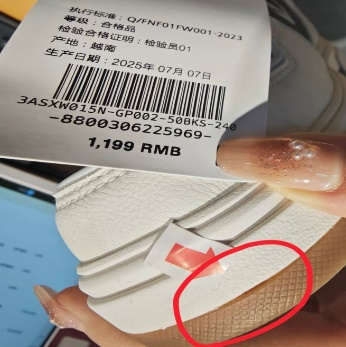 执行标准：Q/FNF01FW001-2023
等级：合格品
检验合格证明：检验员01
产地：越南
生产日期：2025年 07月 07日
3ASXW015N-GP002-50BKS-240
-8800306225969-
1,199 RMB